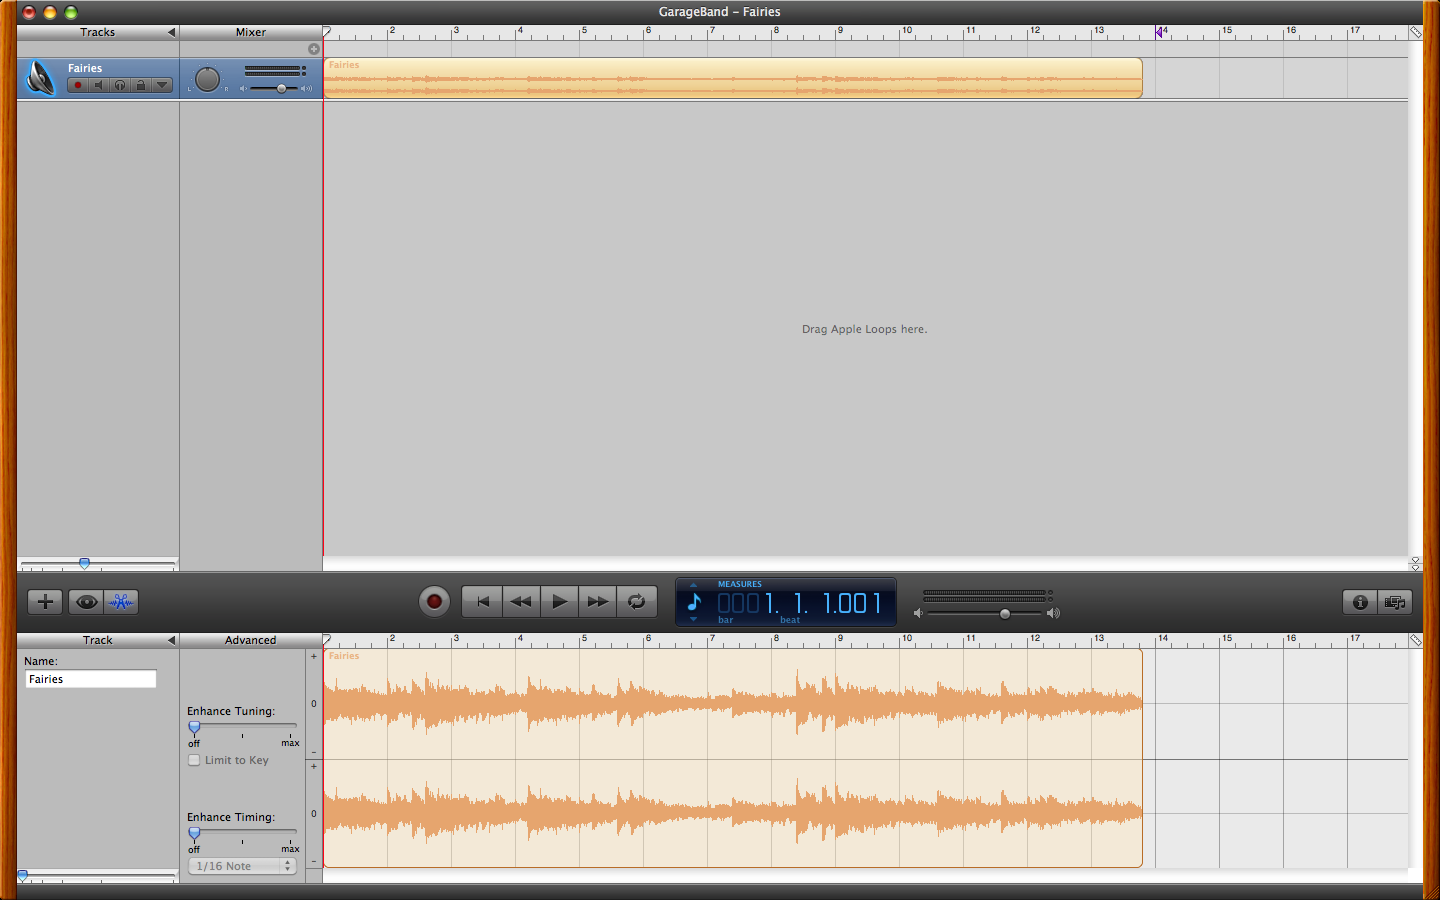 GarageBand – Fairies
Tracks
Mixer
2 3 4 5 6 7 8 9 10 11 12 13 14 15 16 17
Fairies
L R
Fairies
Drag Apple Loops here.
MEASURES
0001. 1. 1.001
bar beat
Track
Advanced
2 3 4 5 6 7 8 9 10 11 12 13 14 15 16 17
Name:
Fairies
Enhance Tuning:
off max
Limit to Key
Enhance Timing:
off max
1/16 Note
+
0
–
+
0
–
Fairies